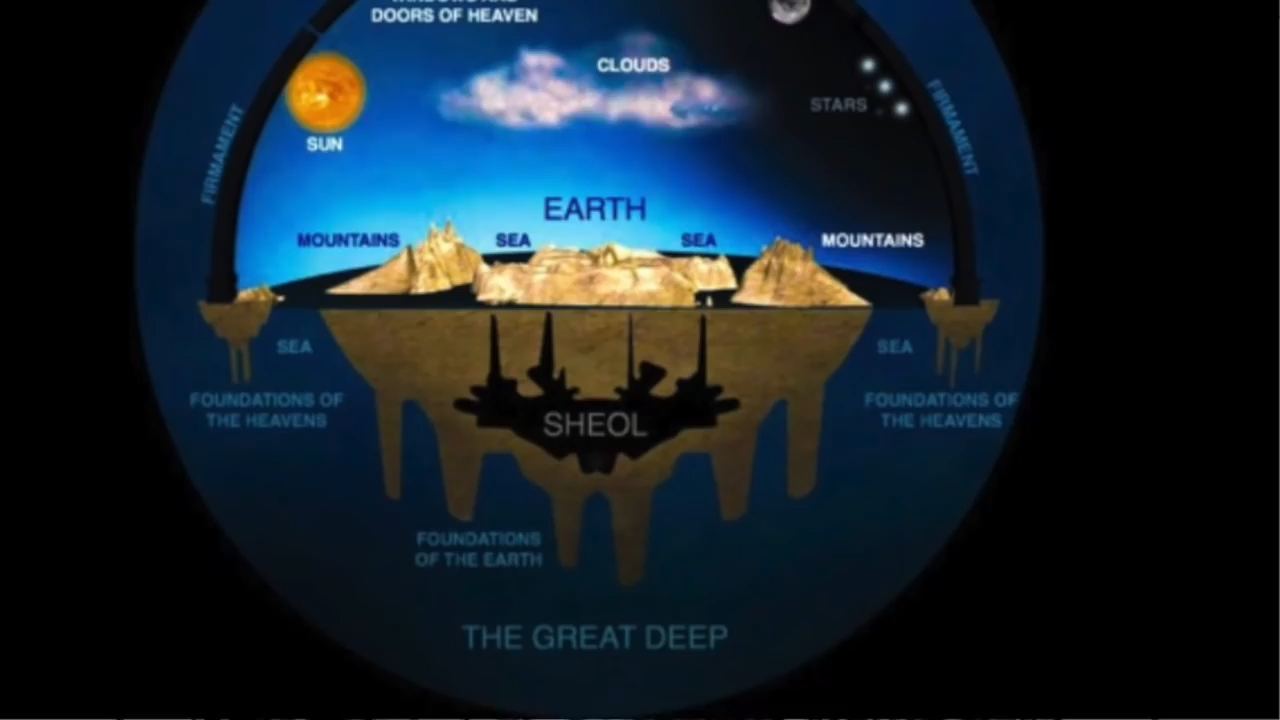 DOORS OF HEAVEN
CLOUDS
STARS
FIRMAMENT
FIRMAMENT
SUN
EARTH
MOUNTAINS
SEA
SEA
MOUNTAINS
SEA
SEA
FOUNDATIONS OF
THE HEAVENS
FOUNDATIONS OF
THE HEAVENS
SHEOL
FOUNDATIONS
OF THE EARTH
THE GREAT DEEP